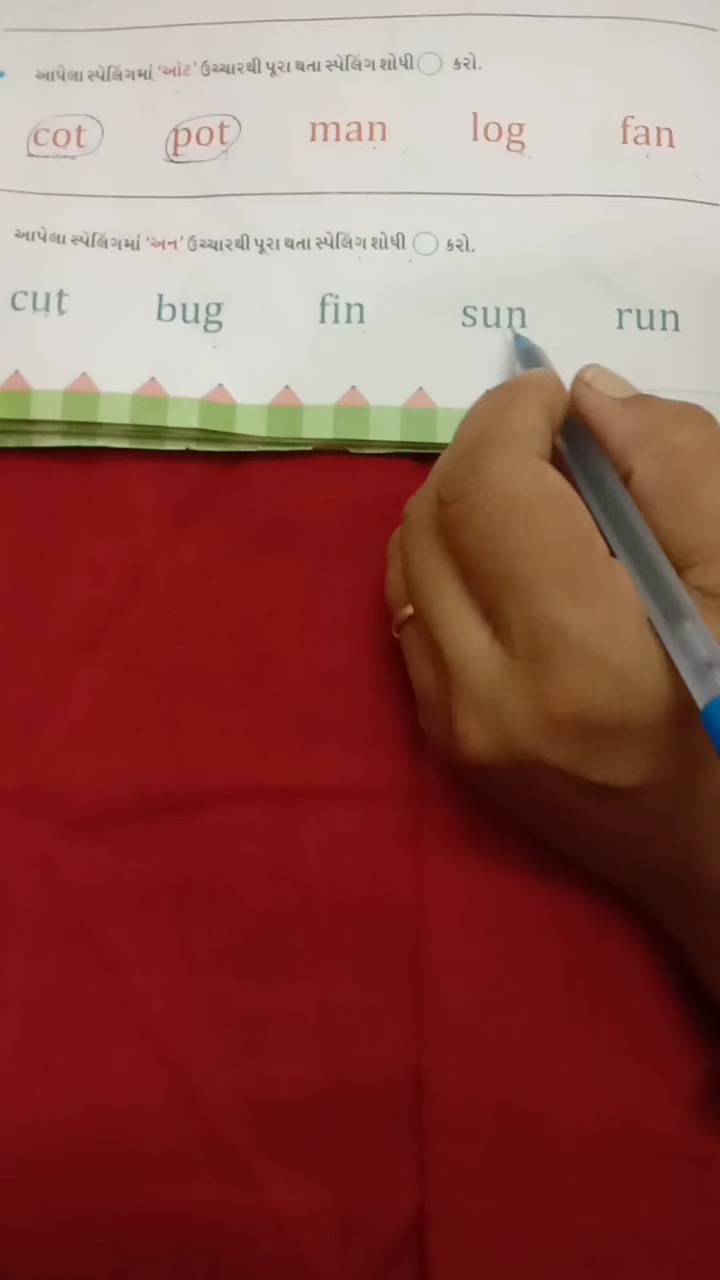 આપેલા સ્પેલિંગમાં 'ઑટ' ઉચ્ચારથી પૂરા થતા સ્પેલિંગ શોધી ◯ કરો.
cot pot man log fan
આપેલા સ્પેલિંગમાં 'અન' ઉચ્ચારથી પૂરા થતા સ્પેલિંગ શોધી ◯ કરો.
cut bug fin sun run